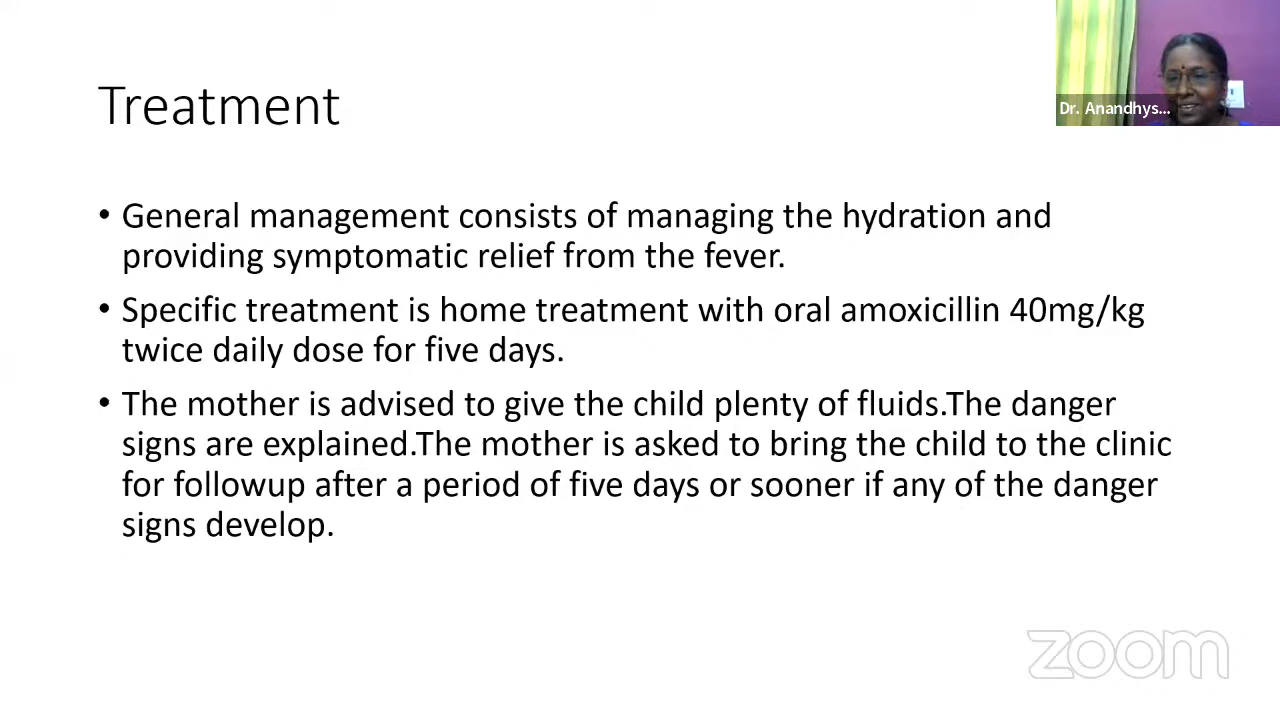 Treatment
Dr. Anandhys...
• General management consists of managing the hydration and
providing symptomatic relief from the fever.
• Specific treatment is home treatment with oral amoxicillin 40mg/kg
twice daily dose for five days.
• The mother is advised to give the child plenty of fluids.The danger
signs are explained.The mother is asked to bring the child to the clinic
for followup after a period of five days or sooner if any of the danger
signs develop.
zoom